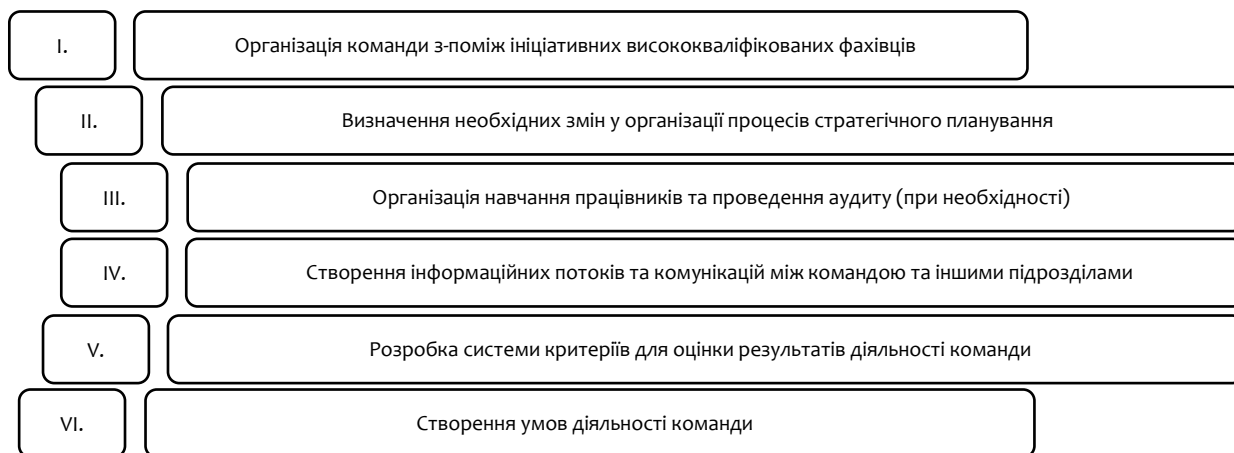 I. Організація команди з-поміж ініціативних висококваліфікованих фахівців
II. Визначення необхідних змін у організації процесів стратегічного планування
III. Організація навчання працівників та проведення аудиту (при необхідності)
IV. Створення інформаційних потоків та комунікацій між командою та іншими підрозділами
V. Розробка системи критеріїв для оцінки результатів діяльності команди
VI. Створення умов діяльності команди